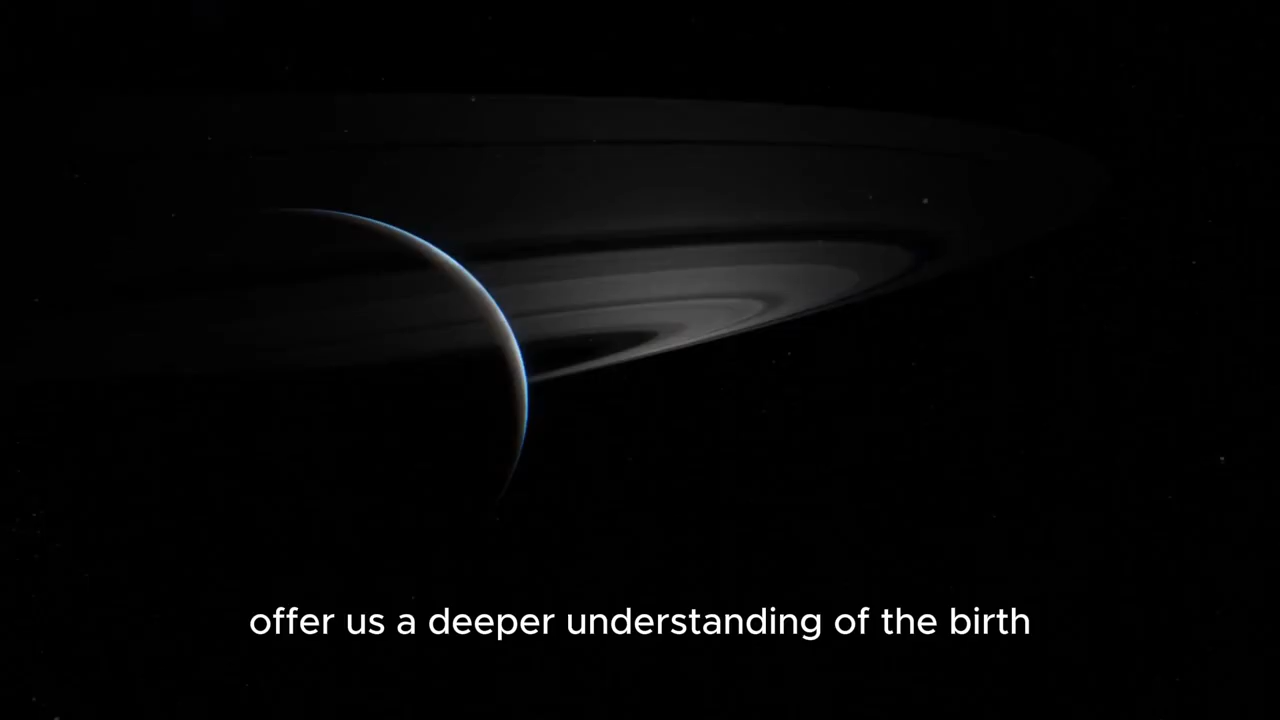 offer us a deeper understanding of the birth